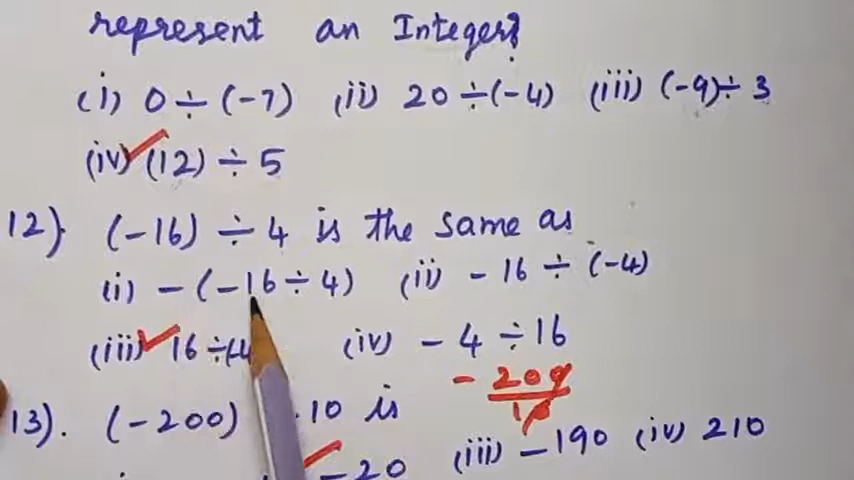 represent an Integer?
(i) 0 ÷ (-7) (ii) 20 ÷ (-4) (iii) (-9) ÷ 3
(iv) (12) ÷ 5
12) (-16) ÷ 4 is the same as
(i) - (-16 ÷ 4) (ii) - 16 ÷ (-4)
(iii) 16 ÷ (-4 (iv) - 4 ÷ 16
- 200
10
13). (-200) 10 is
- 20 (iii) - 190 (iv) 210